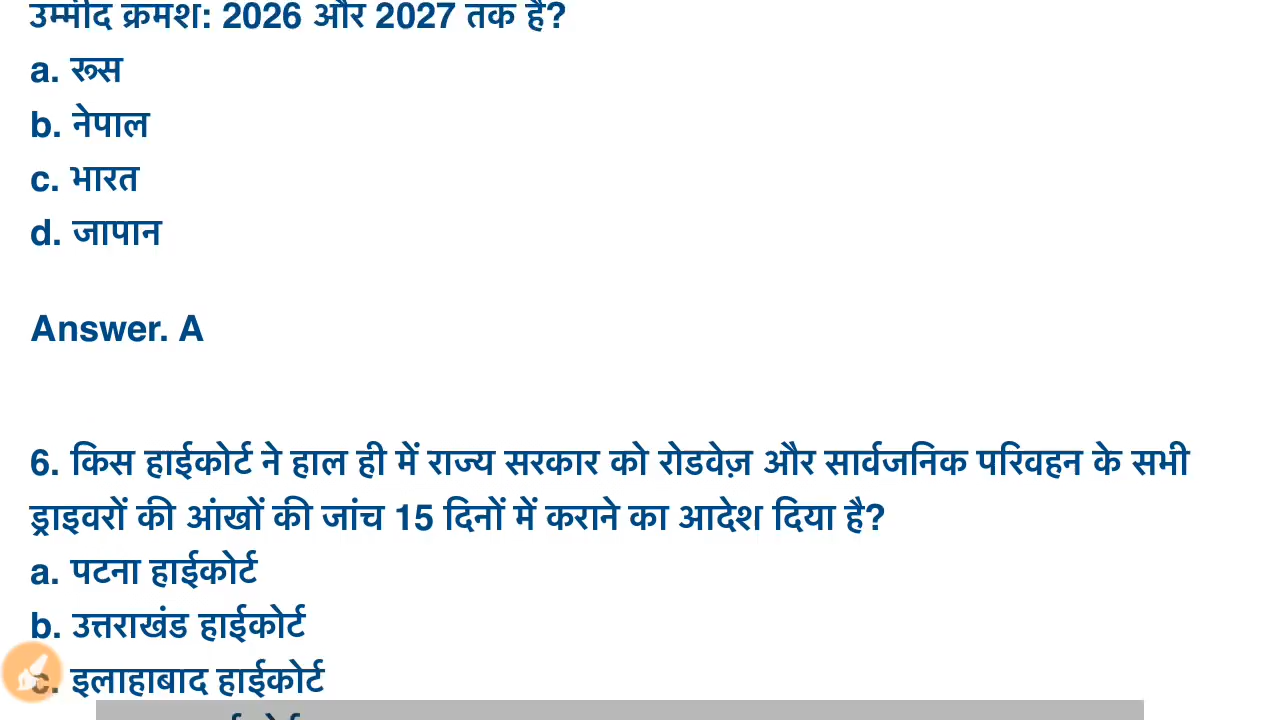 उम्मीद क्रमश: 2026 और 2027 तक है?
a. रूस
b. नेपाल
c. भारत
d. जापान
Answer. A
6. किस हाईकोर्ट ने हाल ही में राज्य सरकार को रोडवेज़ और सार्वजनिक परिवहन के सभी
ड्राइवरों की आंखों की जांच 15 दिनों में कराने का आदेश दिया है?
a. पटना हाईकोर्ट
b. उत्तराखंड हाईकोर्ट
c. इलाहाबाद हाईकोर्ट